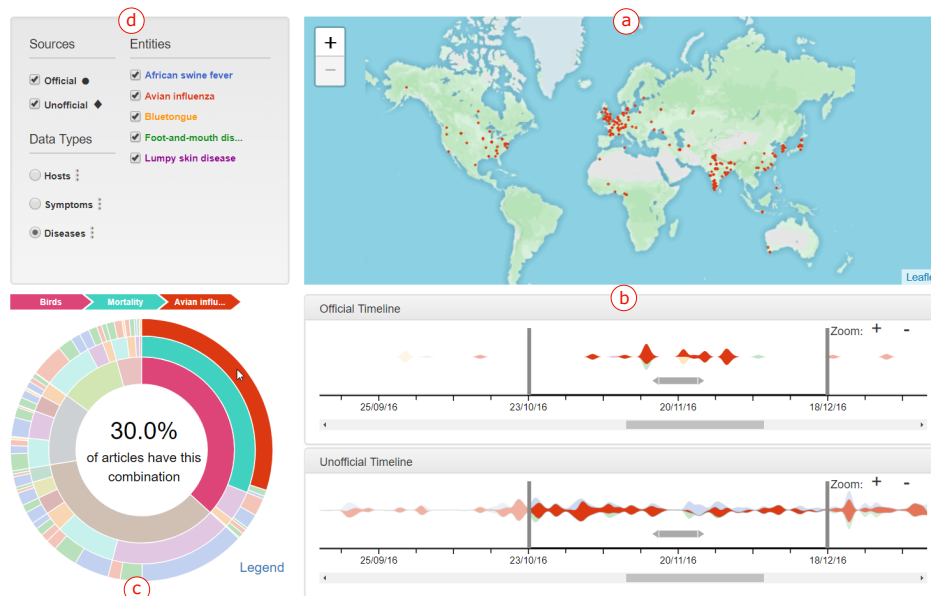 d
Sources
Entities
Official
Unofficial
African swine fever
Avian influenza
Bluetongue
Foot-and-mouth dis...
Lumpy skin disease
Data Types
Hosts
Symptoms
Diseases
a
+
-
Leafle
Birds
Mortality
Avian influ...
30.0%
of articles have this
combination
Legend
c
b
Official Timeline
Zoom: + -
25/09/16
23/10/16
20/11/16
18/12/16
Unofficial Timeline
Zoom: + -
25/09/16
23/10/16
20/11/16
18/12/16